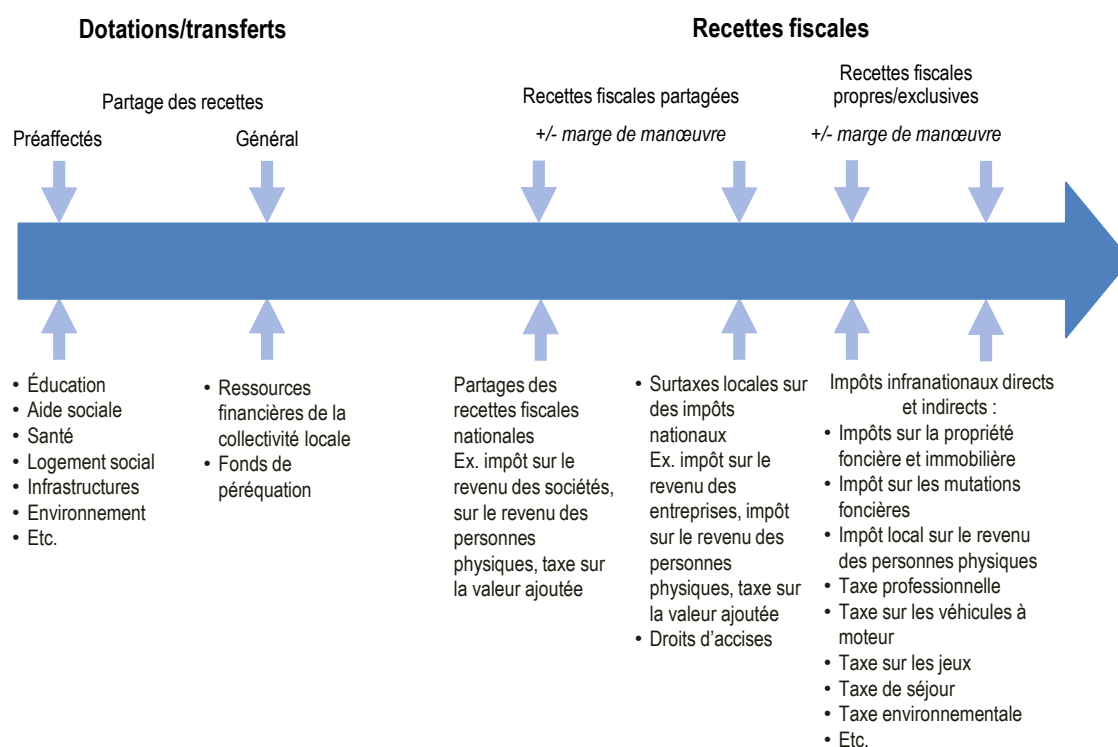 Dotations/transferts
Recettes fiscales
Partage des recettes
Préaffectés
Général
Recettes fiscales partagées
+/- marge de manœuvre
Recettes fiscales
propres/exclusives
+/- marge de manœuvre
• Éducation
• Aide sociale
• Santé
• Logement social
• Infrastructures
• Environnement
• Etc.
• Ressources
financières de la
collectivité locale
• Fonds de
péréquation
Partages des
recettes fiscales
nationales
Ex. impôt sur le
revenu des sociétés,
sur le revenu des
personnes
physiques, taxe sur
la valeur ajoutée
• Surtaxes locales sur
des impôts
nationaux
Ex. impôt sur le
revenu des
entreprises, impôt
sur le revenu des
personnes
physiques, taxe sur
la valeur ajoutée
• Droits d’accises
Impôts infranationaux directs
et indirects :
• Impôts sur la propriété
foncière et immobilière
• Impôt sur les mutations
foncières
• Impôt local sur le revenu
des personnes physiques
• Taxe professionnelle
• Taxe sur les véhicules à
moteur
• Taxe sur les jeux
• Taxe de séjour
• Taxe environnementale
• Etc.